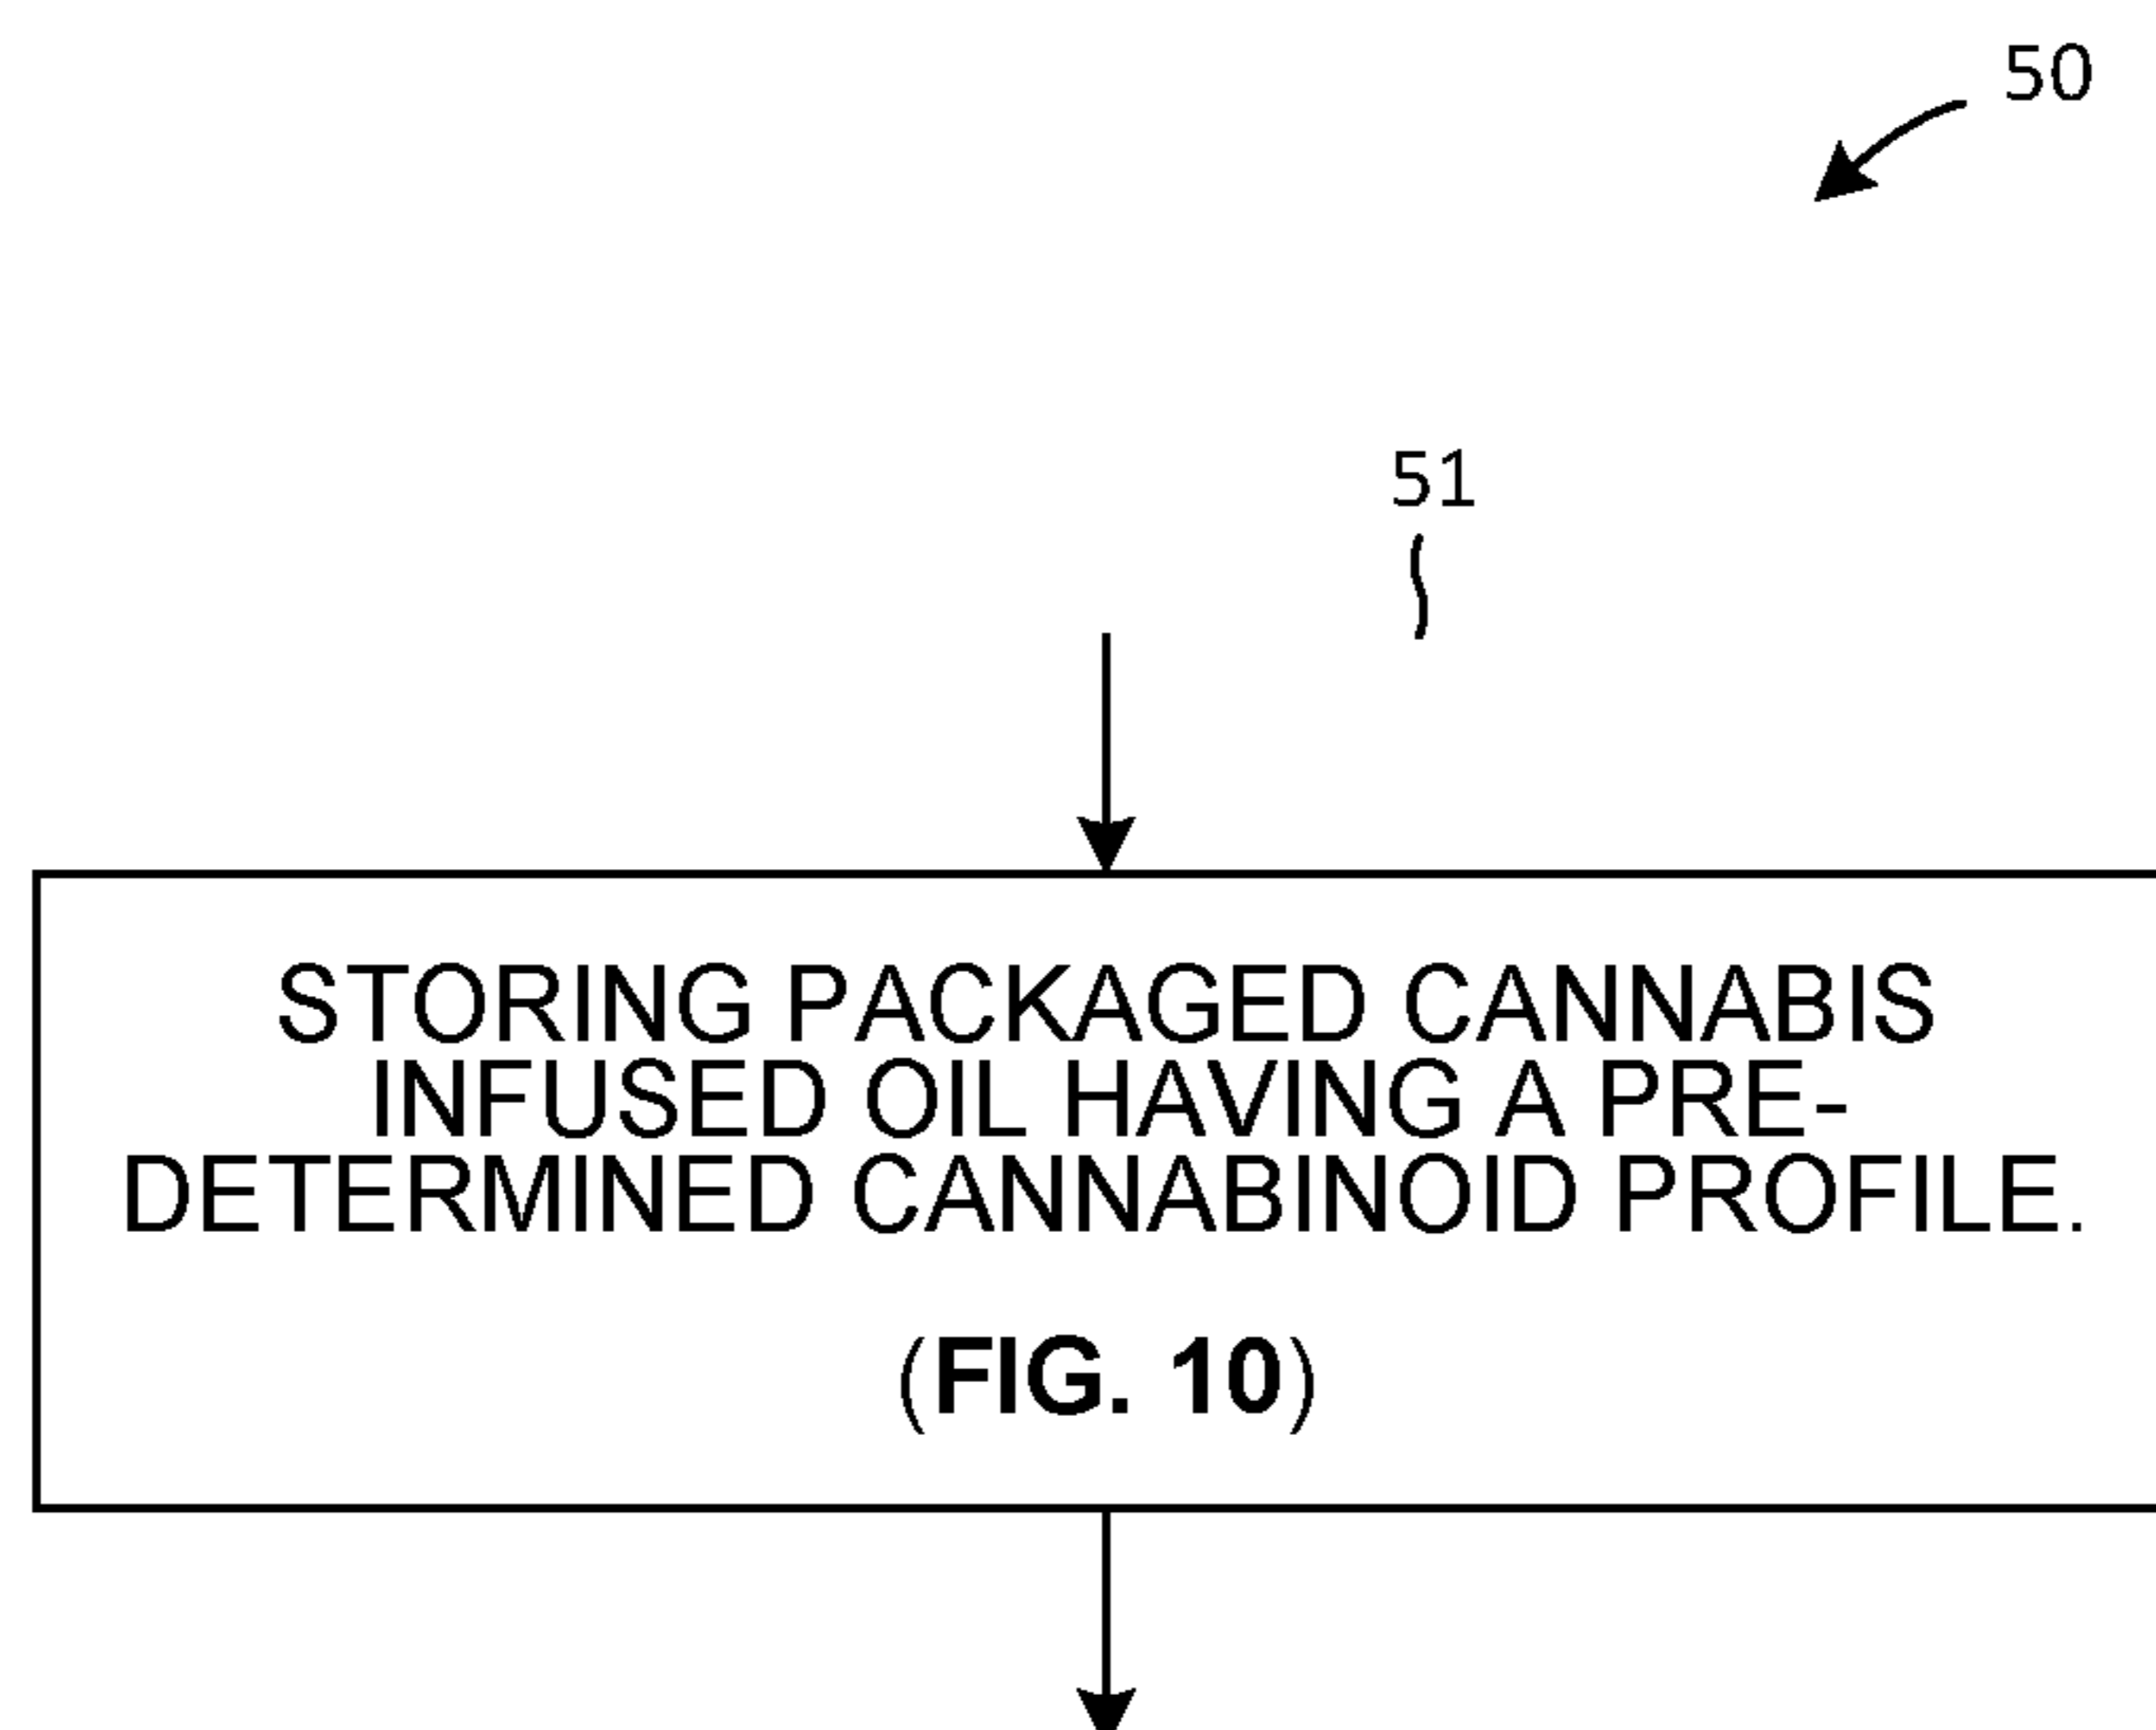 50
51
STORING PACKAGED CANNABIS
INFUSED OIL HAVING A PRE-
DETERMINED CANNABINOID PROFILE.
(FIG. 10)